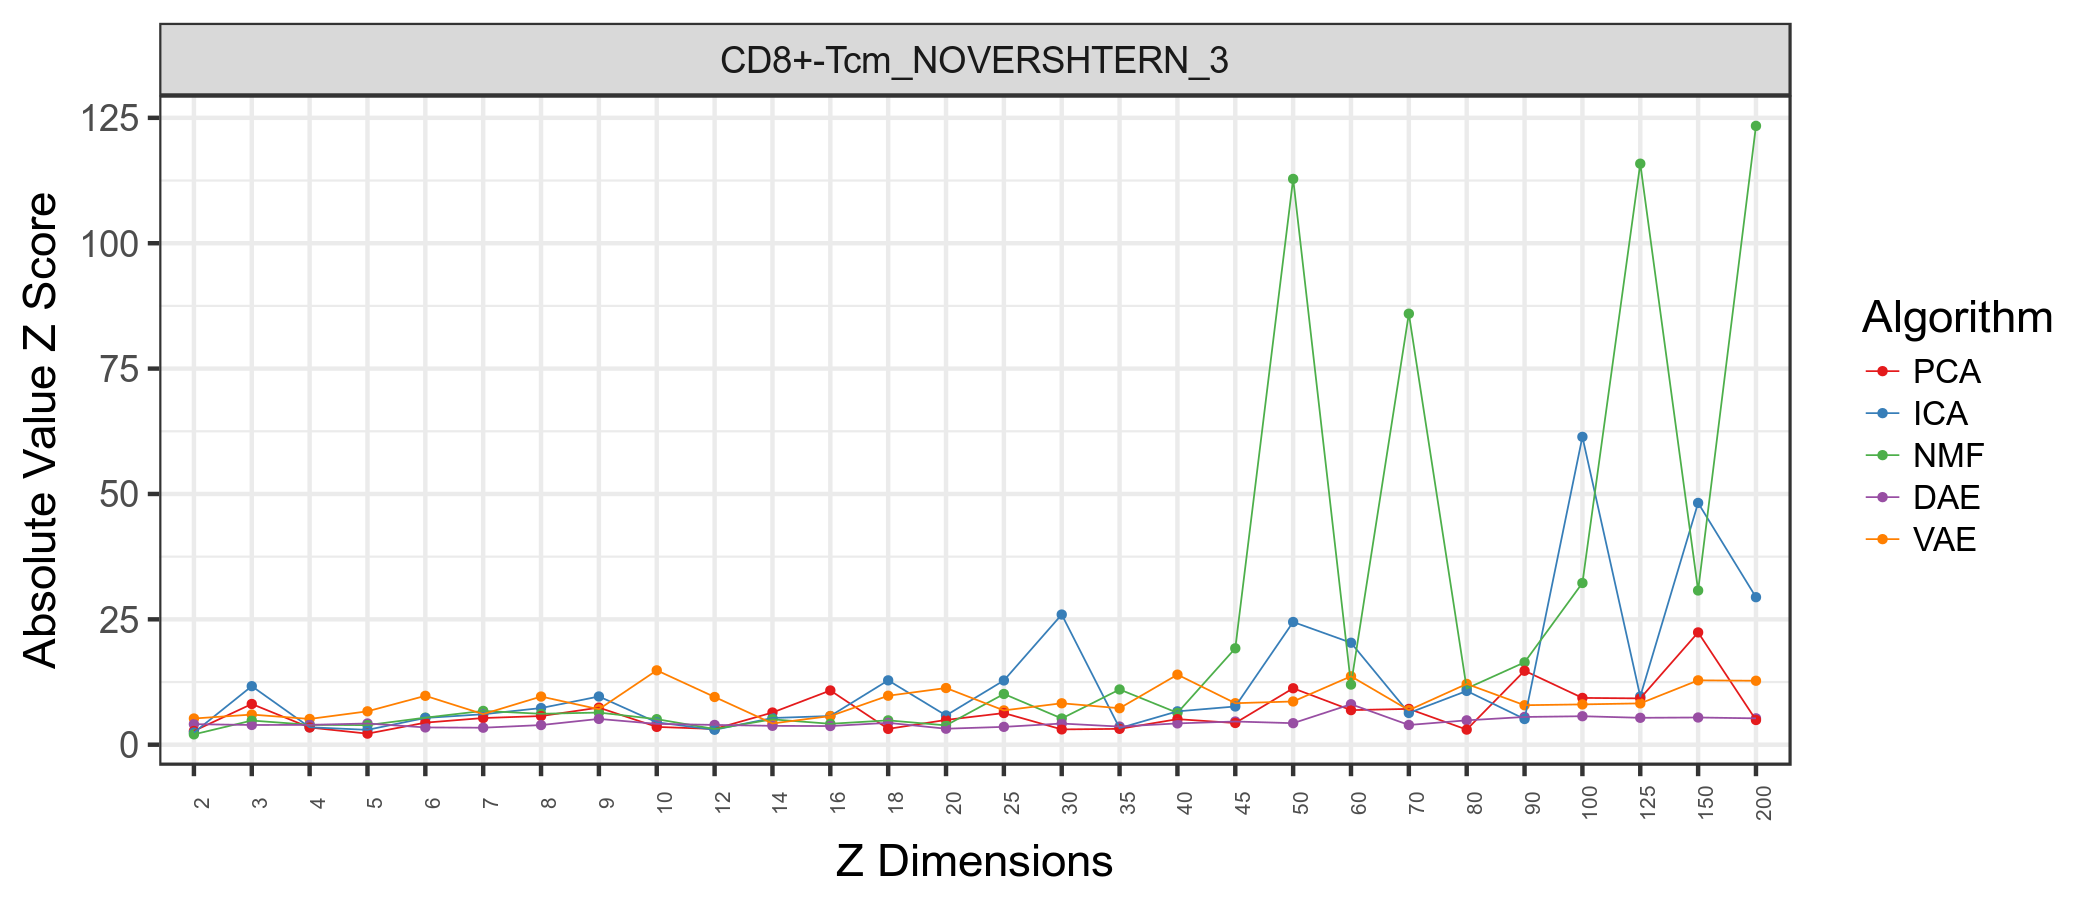 CD8+-Tcm_NOVERSHTERN_3
Absolute Value Z Score
125
100
75
50
25
0
2 3 4 5 6 7 8 9 10 12 14 16 18 20 25 30 35 40 45 50 60 70 80 90 100 125 150 200
Z Dimensions
Algorithm
PCA
ICA
NMF
DAE
VAE